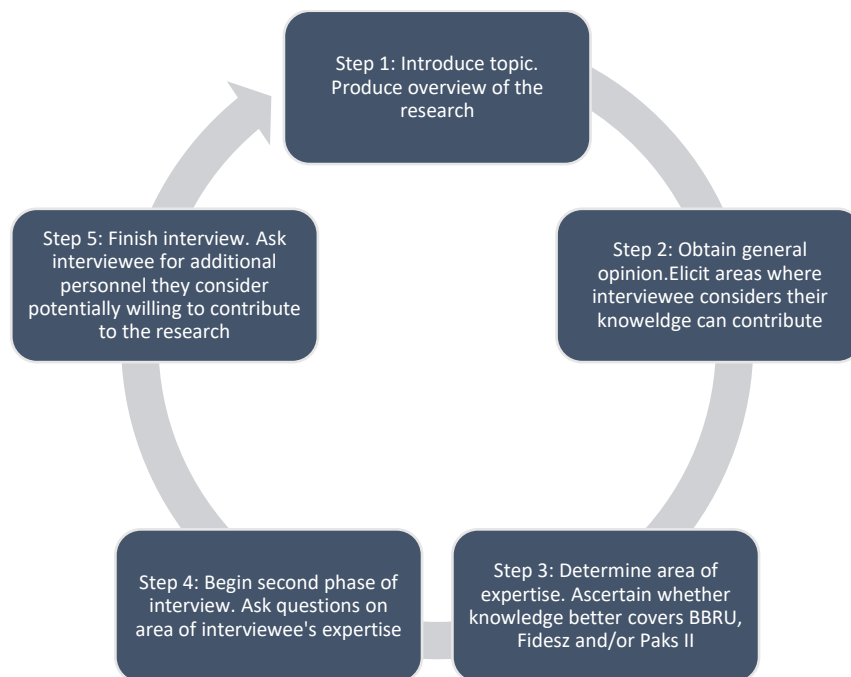 Step 1: Introduce topic.
Produce overview of the
research
Step 2: Obtain general
opinion.Elicit areas where
interviewee considers their
knoweldge can contribute
Step 3: Determine area of
expertise. Ascertain whether
knowledge better covers BBRU,
Fidesz and/or Paks II
Step 4: Begin second phase of
interview. Ask questions on
area of interviewee's expertise
Step 5: Finish interview. Ask
interviewee for additional
personnel they consider
potentially willing to contribute
to the research